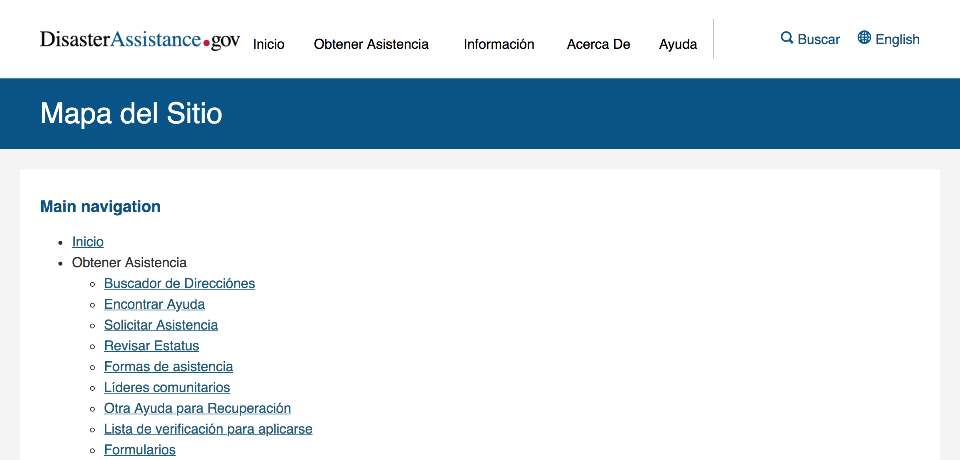 DisasterAssistance.gov
Inicio Obtener Asistencia Información Acerca De Ayuda Buscar English
Mapa del Sitio
Main navigation
Inicio
Obtener Asistencia
Buscador de Direcciónes
Encontrar Ayuda
Solicitar Asistencia
Revisar Estatus
Formas de asistencia
Líderes comunitarios
Otra Ayuda para Recuperación
Lista de verificación para aplicarse
Formularios